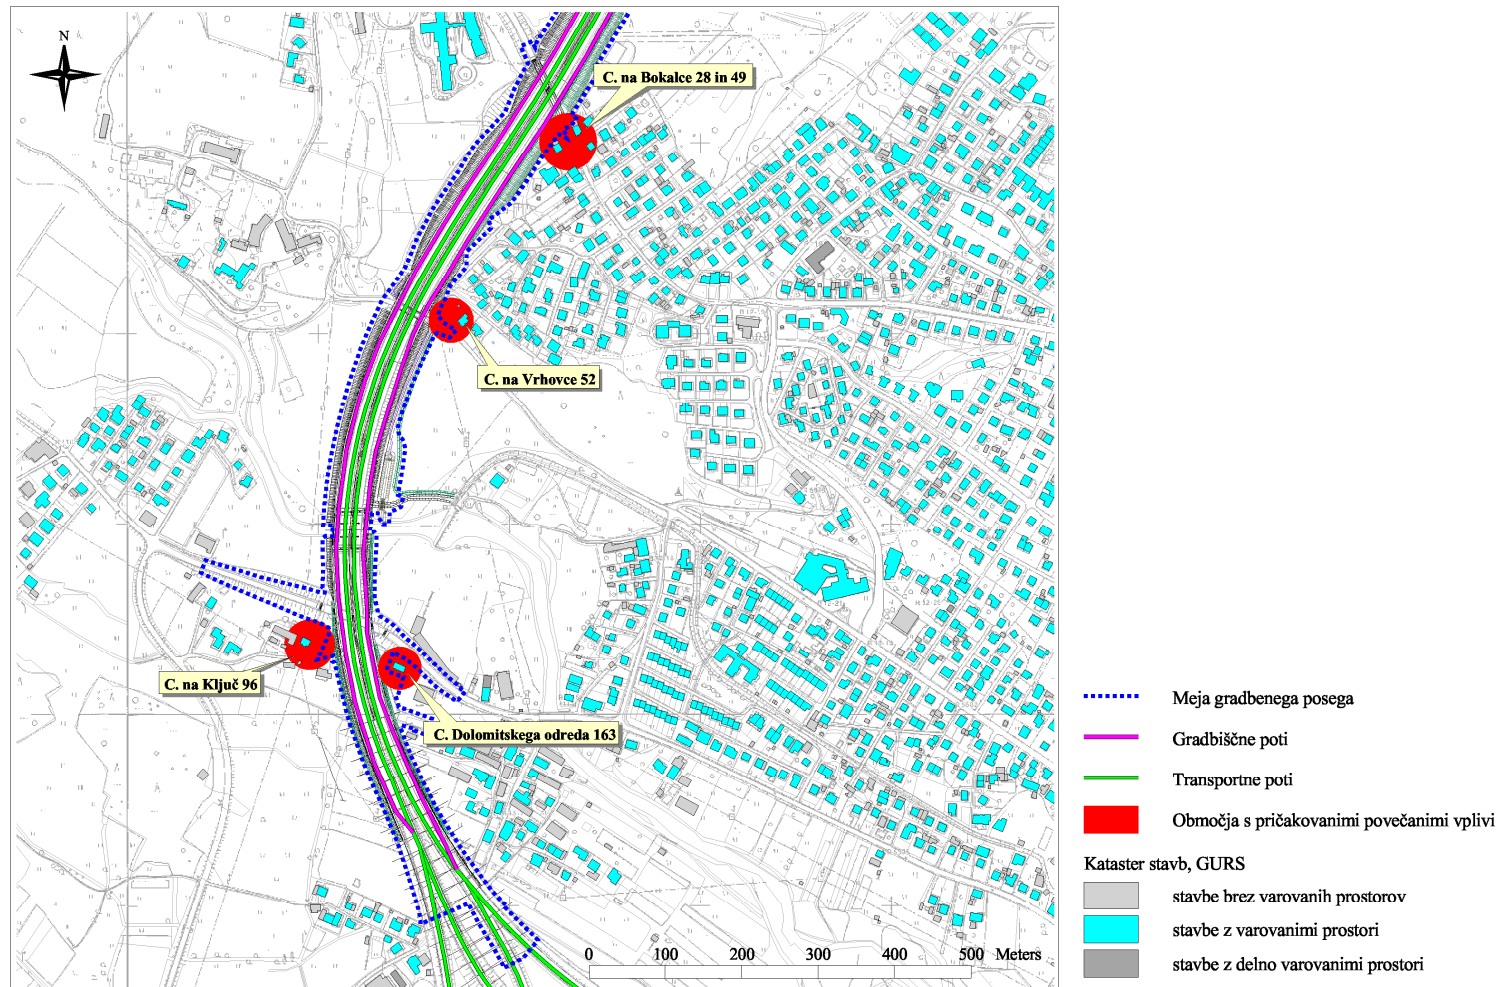 N
C. na Bokalce 28 in 49
C. na Vrhovce 52
C. na Ključ 96
C. Dolomitskega odreda 163
0 100 200 300 400 500 Meters
Meja gradbenega posega
Gradbiščne poti
Transportne poti
Območja s pričakovanimi povečanimi vplivi
Kataster stavb, GURS
stavbe brez varovanih prostorov
stavbe z varovanimi prostori
stavbe z delno varovanimi prostori